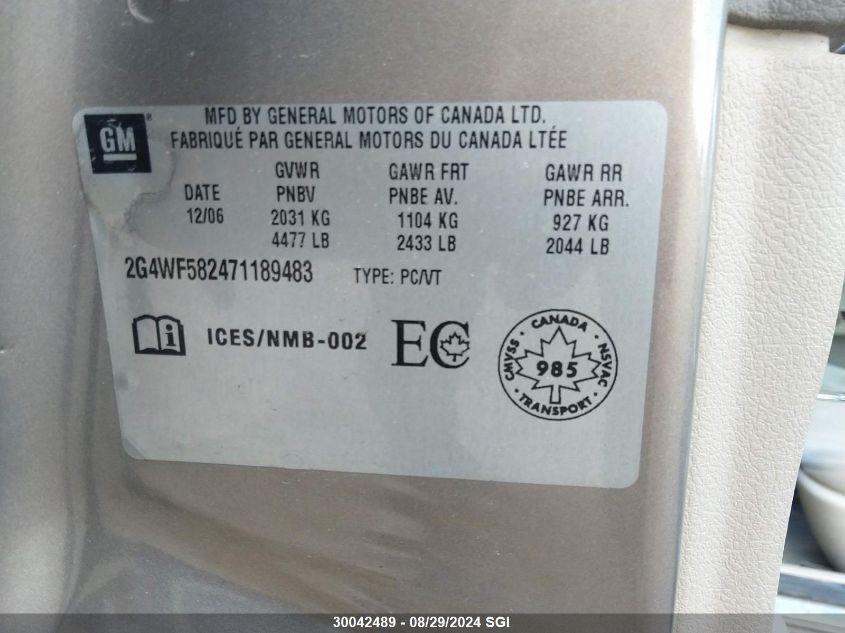 GM ®
MFD BY GENERAL MOTORS OF CANADA LTD.
FABRIQUÉ PAR GENERAL MOTORS DU CANADA LTÉE
GVWR GAWR FRT GAWR RR
DATE PNBV PNBE AV. PNBE ARR.
12/06 2031 KG 1104 KG 927 KG
4477 LB 2433 LB 2044 LB
2G4WF582471189483 TYPE: PC/VT
i ICES/NMB-002 EC
CANADA
CMVSS 985 NSVAC
TRANSPORT
30042489 - 08/29/2024 SGI